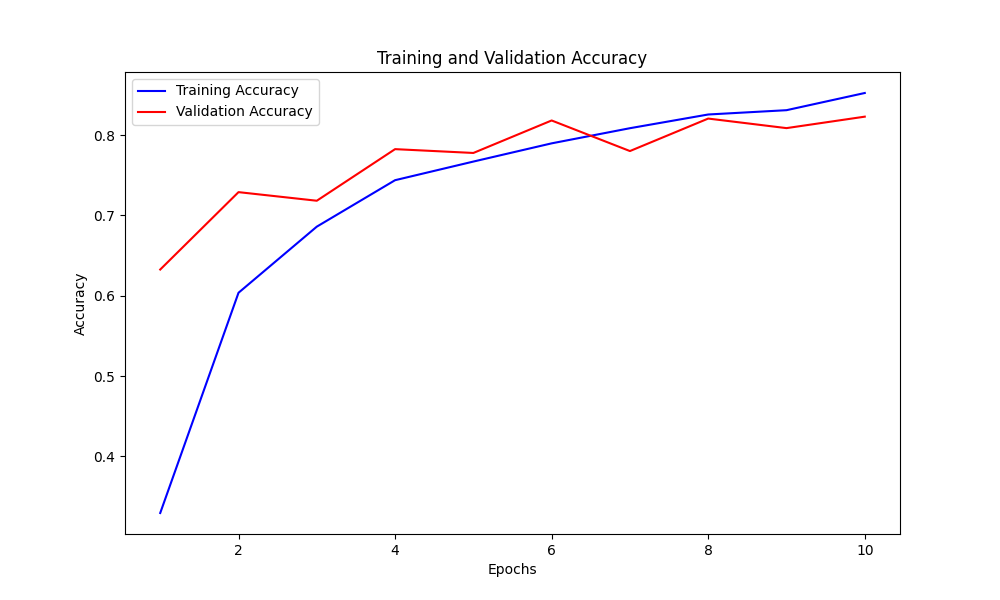 Training and Validation Accuracy
Training Accuracy
Validation Accuracy
0.8
0.7
0.6
0.5
0.4
Accuracy
2 4 6 8 10
Epochs